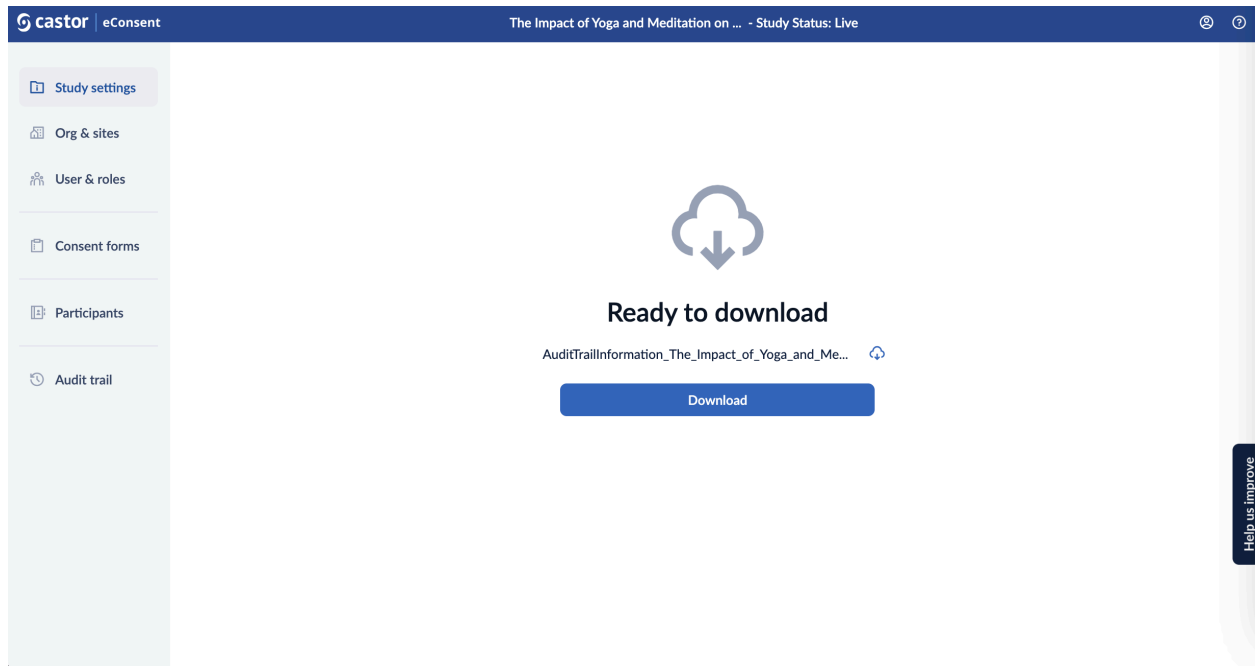 castor | eConsent
The Impact of Yoga and Meditation on ... - Study Status: Live
Study settings
Org & sites
User & roles
Consent forms
Participants
Audit trail
Ready to download
AuditTrailInformation_The_Impact_of_Yoga_and_Me...
Download
Help us improve